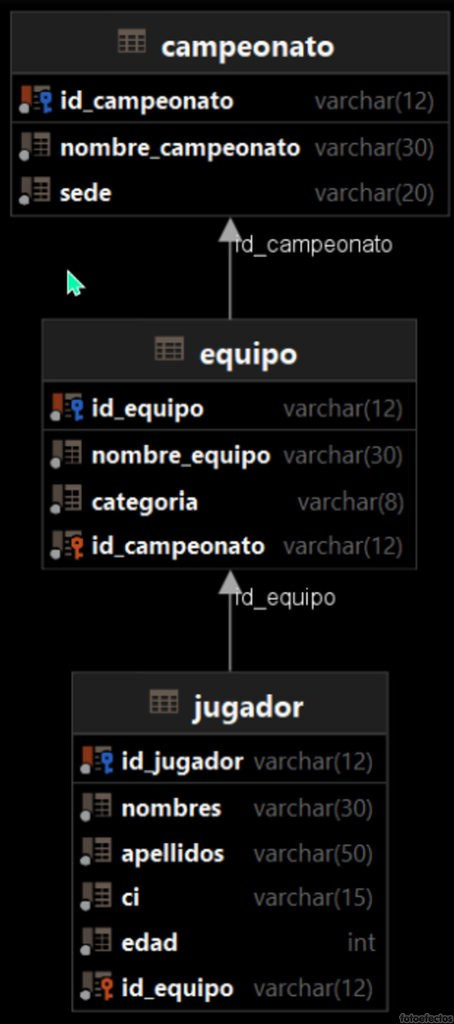 campeonato
id_campeonato varchar(12)
nombre_campeonato varchar(30)
sede varchar(20)
id_campeonato
equipo
id_equipo varchar(12)
nombre_equipo varchar(30)
categoria varchar(8)
id_campeonato varchar(12)
id_equipo
jugador
id_jugador varchar(12)
nombres varchar(30)
apellidos varchar(50)
ci varchar(15)
edad int
id_equipo varchar(12)
fotoefectos